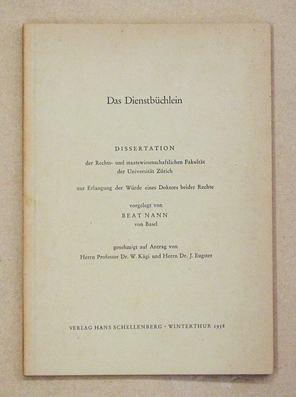 Das Dienstbüchlein
DISSERTATION
der Rechts- und staatswissenschaftlichen Fakultät
der Universität Zürich
zur Erlangung der Würde eines Doktors beider Rechte
vorgelegt von
BEAT NANN
von Basel
genehmigt auf Antrag von
Herrn Professor Dr. W. Kägi und Herrn Dr. J. Eugster
VERLAG HANS SCHELLENBERG · WINTERTHUR 1958